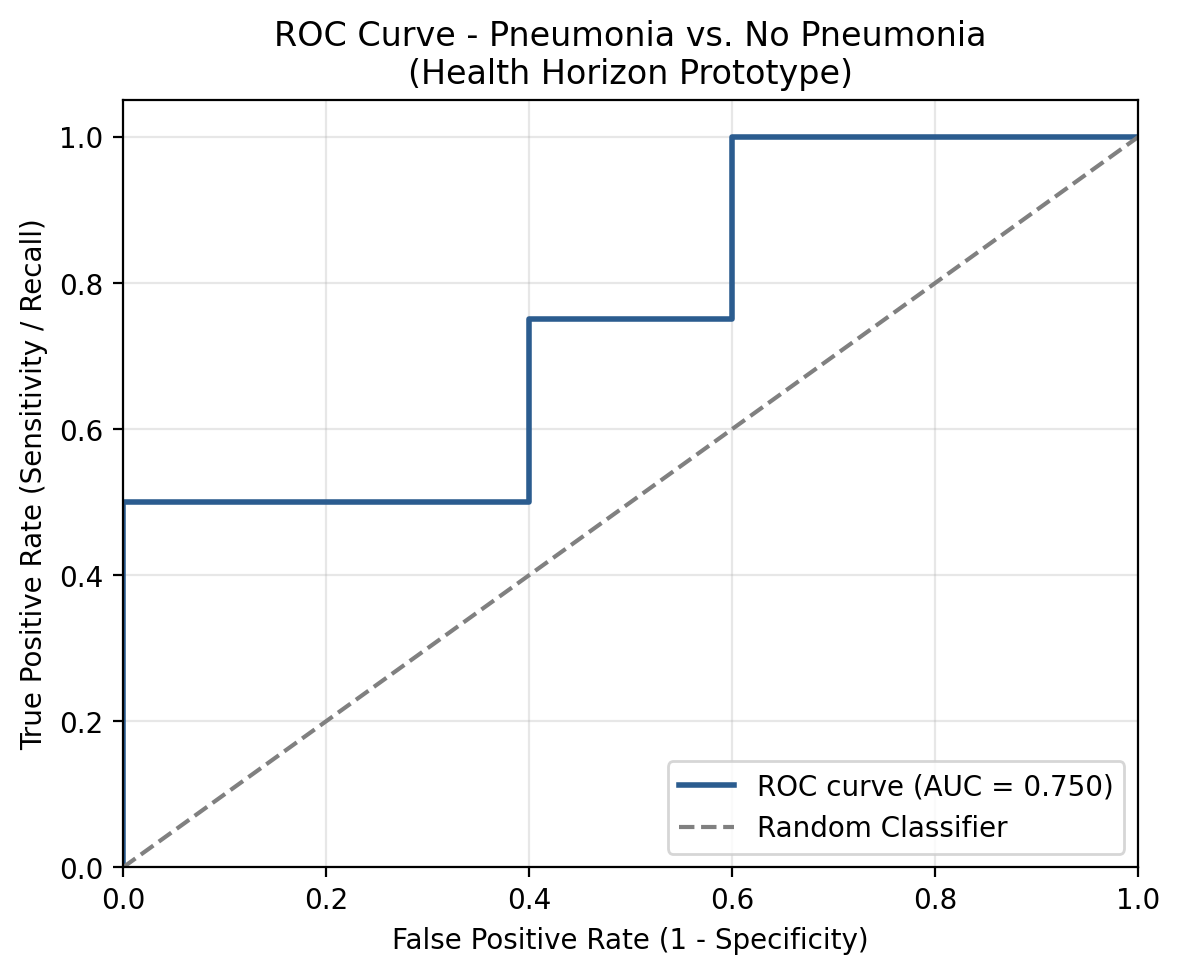 ROC Curve - Pneumonia vs. No Pneumonia
(Health Horizon Prototype)
True Positive Rate (Sensitivity / Recall)
1.0
0.8
0.6
0.4
0.2
0.0
ROC curve (AUC = 0.750)
Random Classifier
0.0 0.2 0.4 0.6 0.8 1.0
False Positive Rate (1 - Specificity)